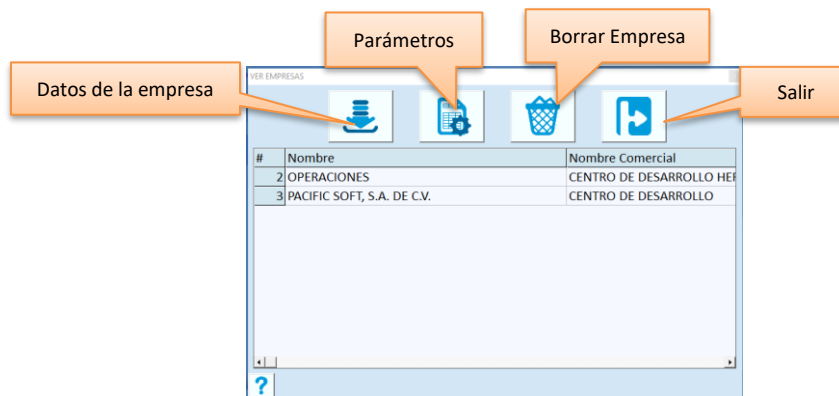 Parámetros
Borrar Empresa
Datos de la empresa
Salir
VER EMPRESAS
# Nombre Nombre Comercial
2 OPERACIONES CENTRO DE DESARROLLO HER
3 PACIFIC SOFT, S.A. DE C.V. CENTRO DE DESARROLLO
?